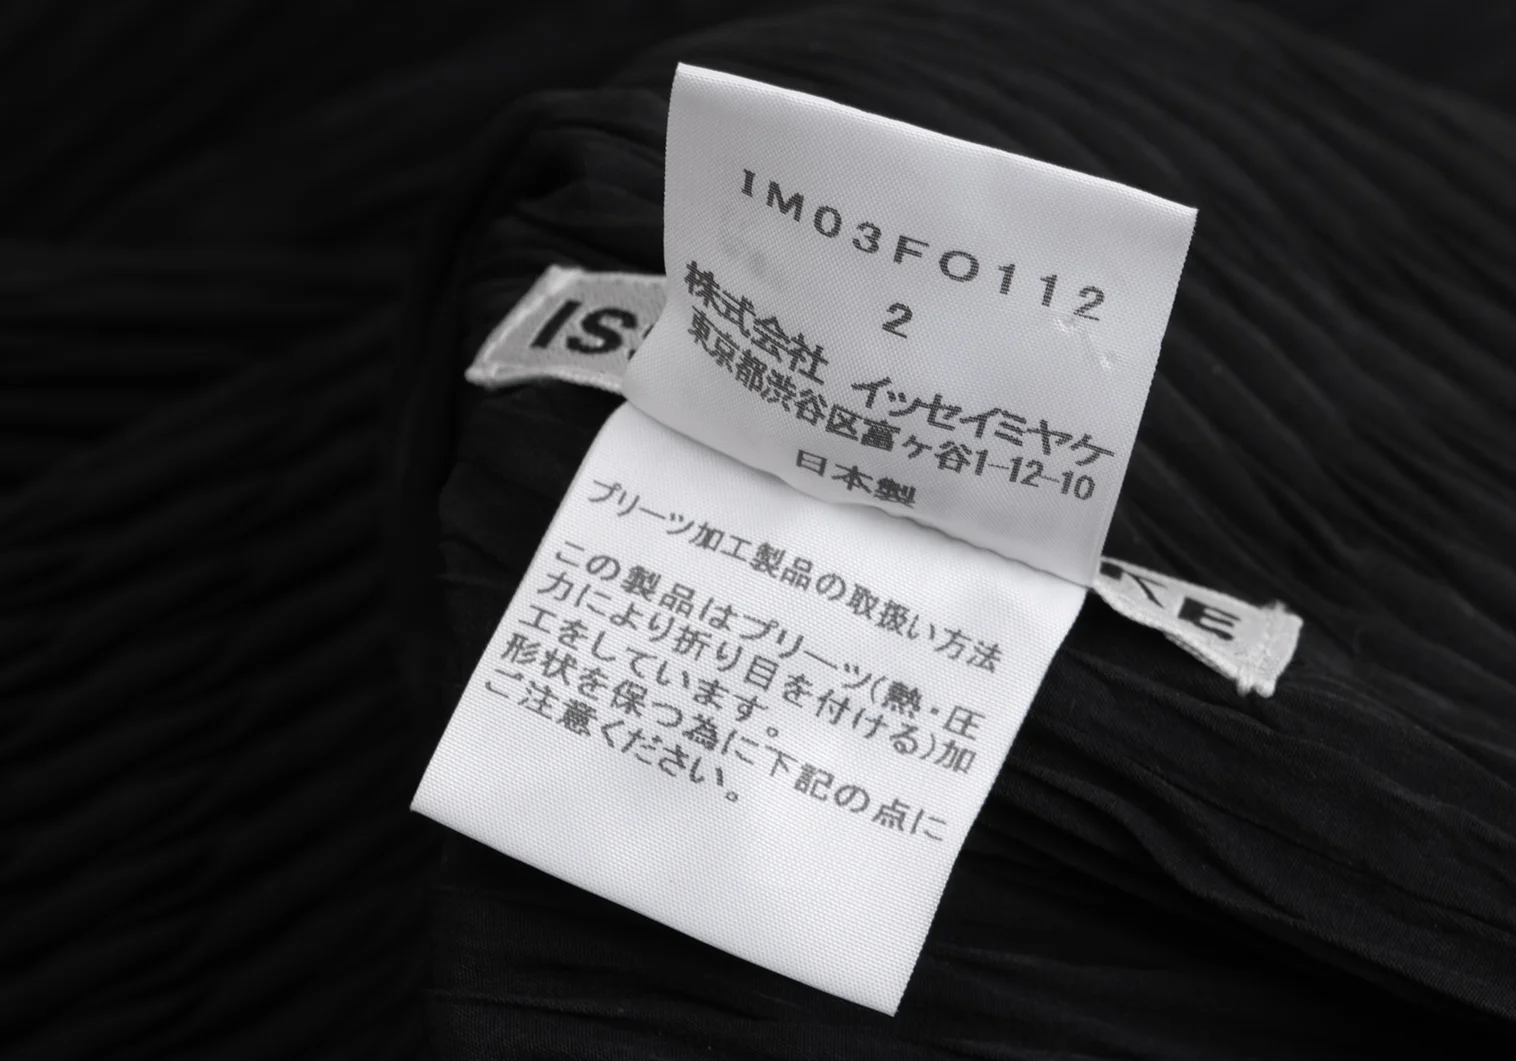 IM03FO112
2
株式会社 イッセイミヤケ
東京都渋谷区富ヶ谷1-12-10
日本製
プリーツ加工製品の取扱い方法
この製品はプリーツ(熱・圧
力により折り目を付ける)加
工をしています。
形状を保つ為に下記の点に
ご注意ください。